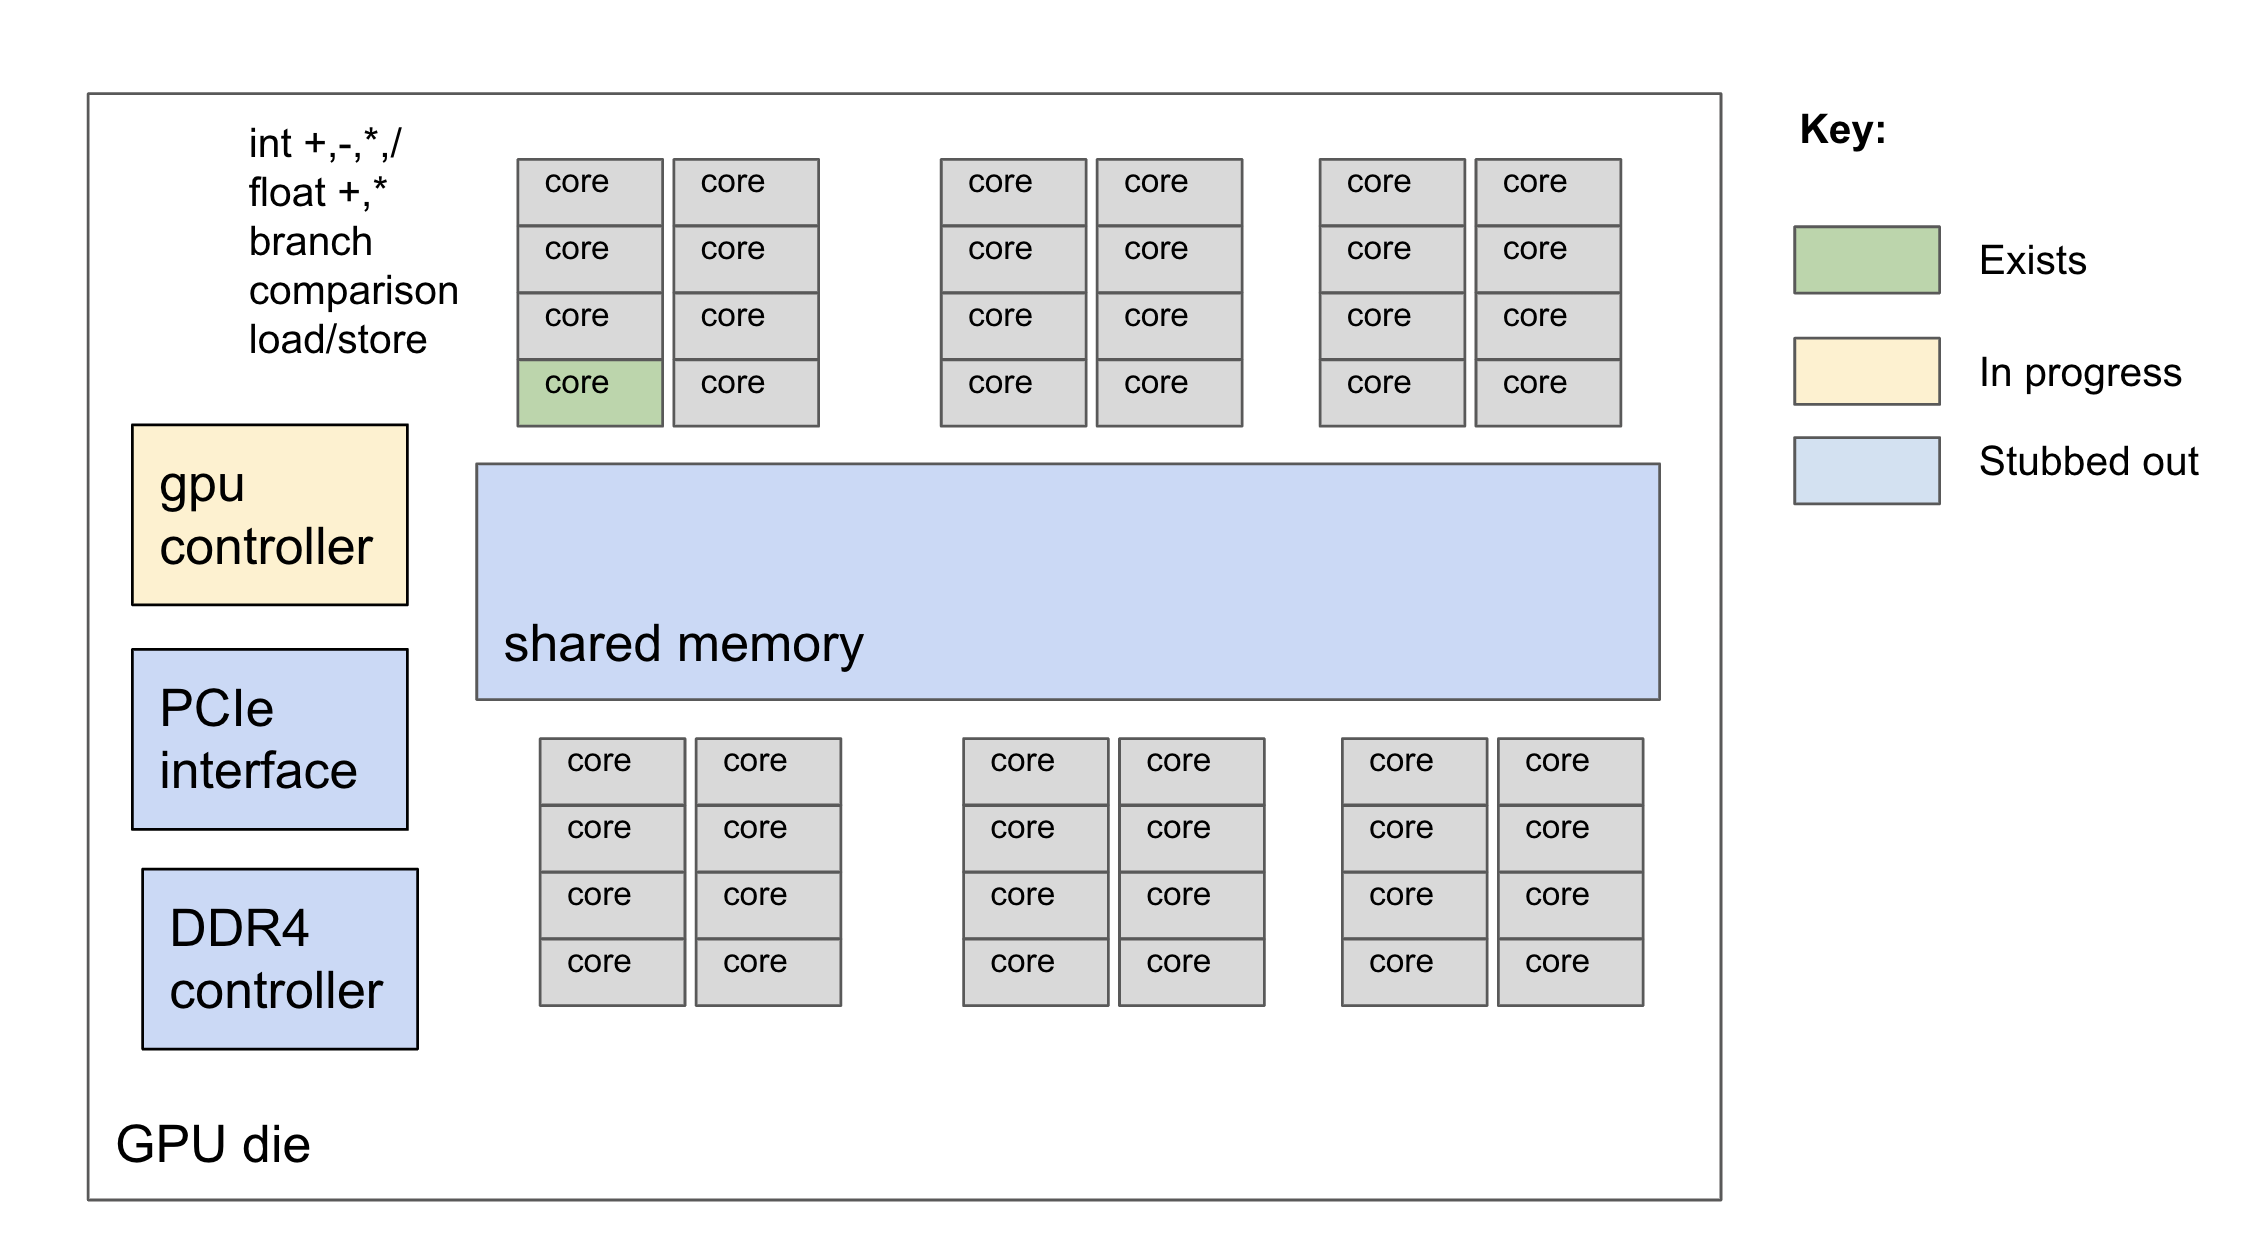 int +,-,*,/
float +,*
branch
comparison
load/store
core core core core core core
core core core core core core
core core core core core core
core core core core core core
gpu
controller
shared memory
PCIe
interface
DDR4
controller
core core core core core core
core core core core core core
core core core core core core
core core core core core core
GPU die
Key:
Exists
In progress
Stubbed out